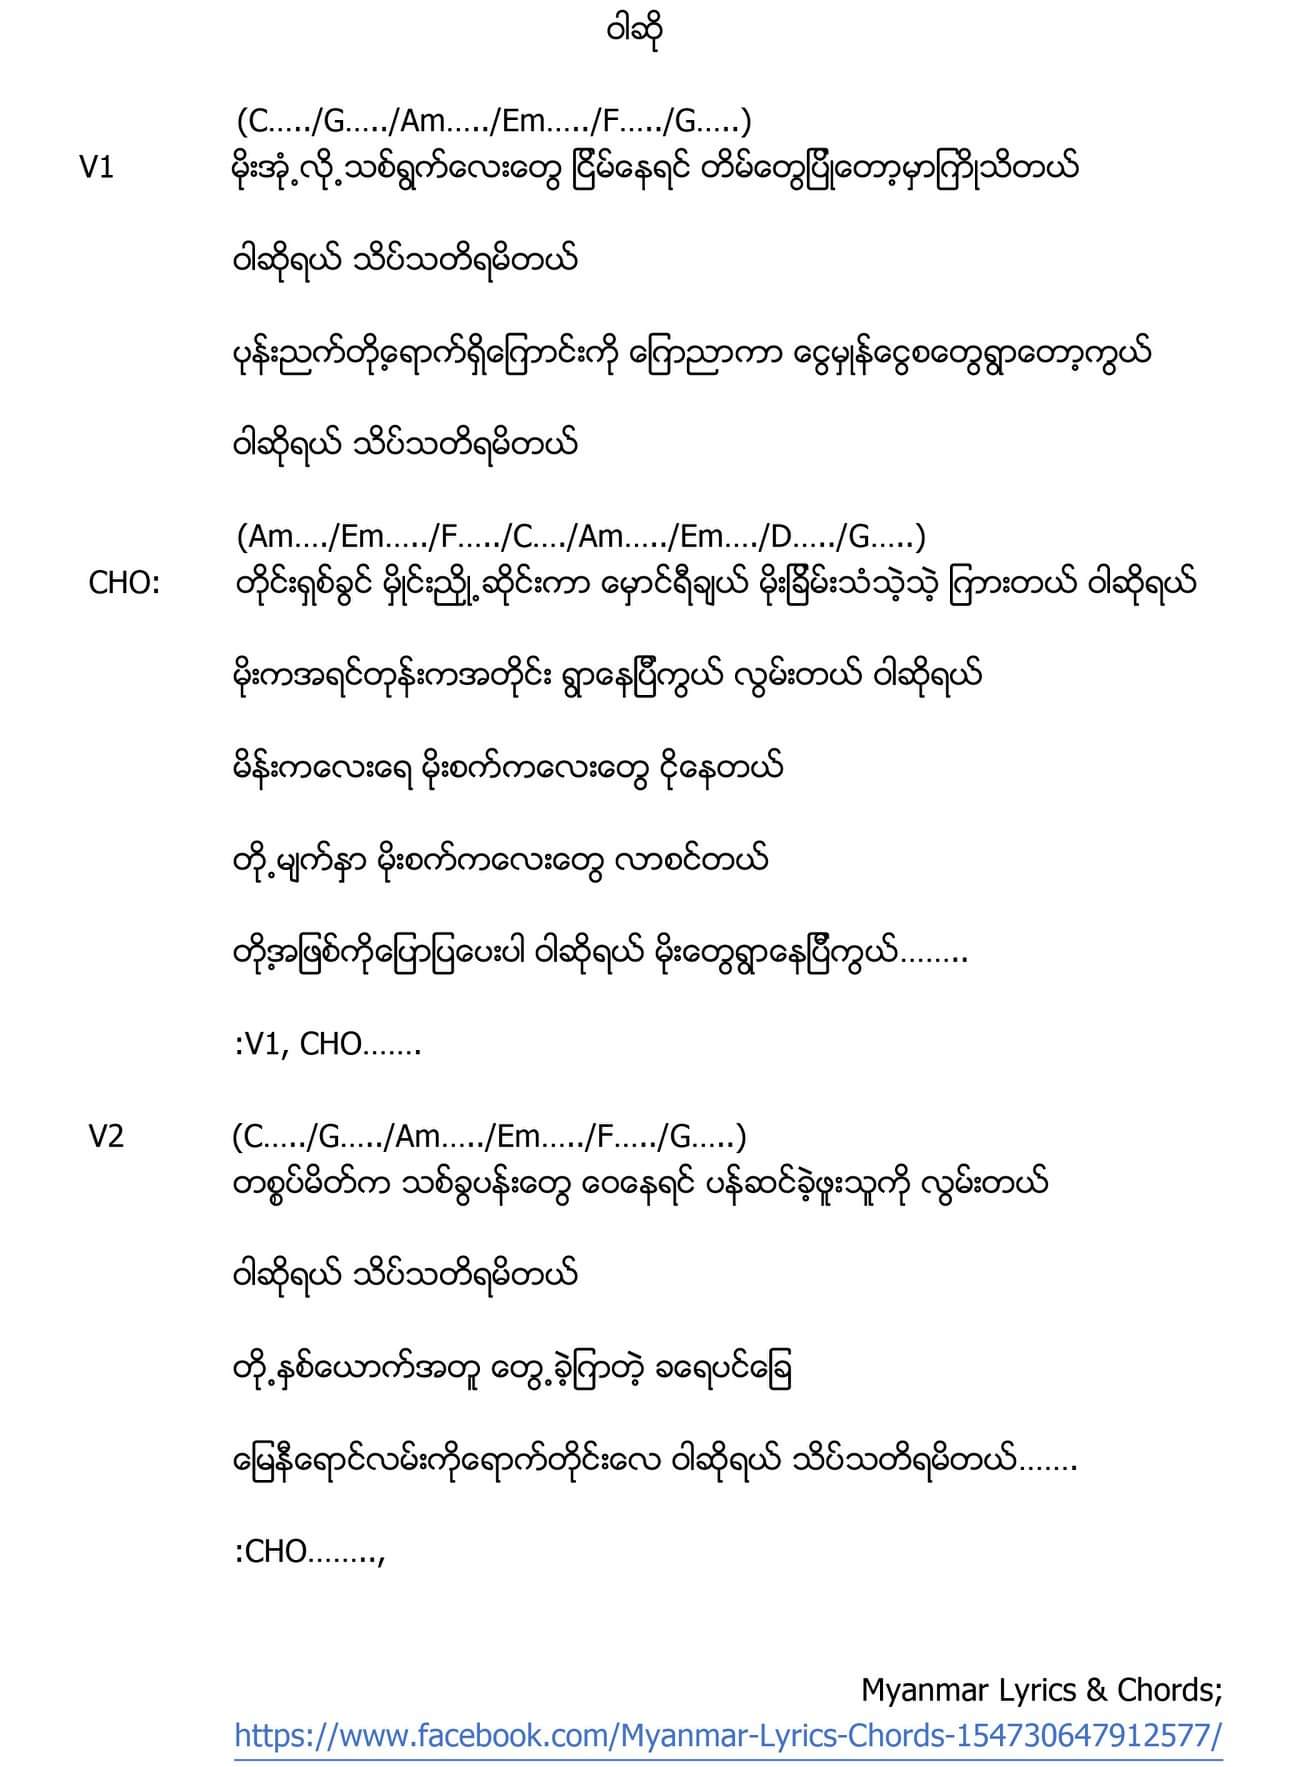 ဝါဆို
(C…../G…../Am…../Em…../F…../G…..)
V1 မိုးအုံ့လို့သစ်ရွက်လေးတွေ ငြိမ်နေရင် တိမ်တွေပြိုတော့မှာကြိုသိတယ်
ဝါဆိုရယ် သိပ်သတိရမိတယ်
ပုန်းညက်တို့ရောက်ရှိကြောင်းကို ကြေညာကာ ငွေမှုန်ငွေစတွေရွာတော့ကွယ်
ဝါဆိုရယ် သိပ်သတိရမိတယ်
(Am…./Em…../F…../C…./Am…../Em…./D…../G…..)
CHO: တိုင်းရှစ်ခွင် မှိုင်းညို့ဆိုင်းကာ မှောင်ရီချယ် မိုးခြိမ်းသံသဲ့သဲ့ ကြားတယ် ဝါဆိုရယ်
မိုးကအရင်တုန်းကအတိုင်း ရွာနေပြီကွယ် လွမ်းတယ် ဝါဆိုရယ်
မိန်းကလေးရေ မိုးစက်ကလေးတွေ ငိုနေတယ်
တို့မျက်နှာ မိုးစက်ကလေးတွေ လာစင်တယ်
တို့အဖြစ်ကိုပြောပြပေးပါ ဝါဆိုရယ် မိုးတွေရွာနေပြီကွယ်……..
:V1, CHO…….
V2 (C…../G…../Am…../Em…../F…../G…..)
တစ္စပ်မိတ်က သစ်ခွပန်းတွေ ဝေနေရင် ပန်ဆင်ခဲ့ဖူးသူကို လွမ်းတယ်
ဝါဆိုရယ် သိပ်သတိရမိတယ်
တို့နှစ်ယောက်အတူ တွေ့ခဲ့ကြာတဲ့ ခရေပင်ခြေ
မြေနီရောင်လမ်းကိုရောက်တိုင်းလေ ဝါဆိုရယ် သိပ်သတိရမိတယ်…….
:CHO……..,
Myanmar Lyrics & Chords;
https://www.facebook.com/Myanmar-Lyrics-Chords-154730647912577/